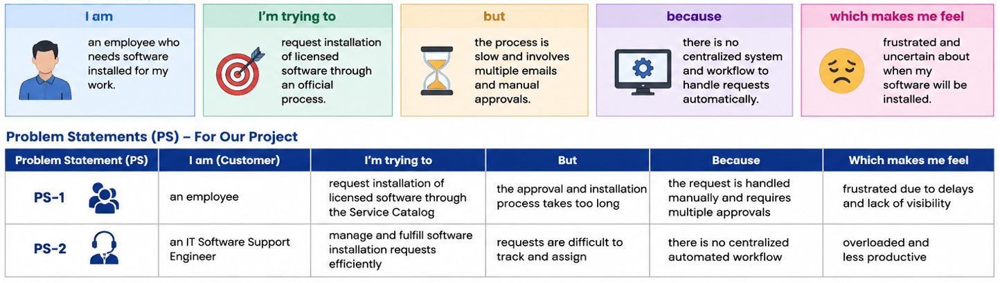 I am
an employee who
needs software
installed for my
work.
I'm trying to
request installation
of licensed
software through
an official
process.
but
the process is
slow and involves
multiple emails
and manual
approvals.
because
there is no
centralized system
and workflow to
handle requests
automatically.
which makes me feel
frustrated and
uncertain about
when my
software will be
installed.
Problem Statements (PS) – For Our Project
Problem Statement (PS)
I am (Customer)
I'm trying to
But
Because
Which makes me feel
PS-1
an employee
request installation of
licensed software through
the Service Catalog
the approval and installation
process takes too long
the request is handled
manually and requires
multiple approvals
frustrated due to delays
and lack of visibility
PS-2
an IT Software Support
Engineer
manage and fulfill software
installation requests
efficiently
requests are difficult to
track and assign
there is no centralized
automated workflow
overloaded and
less productive